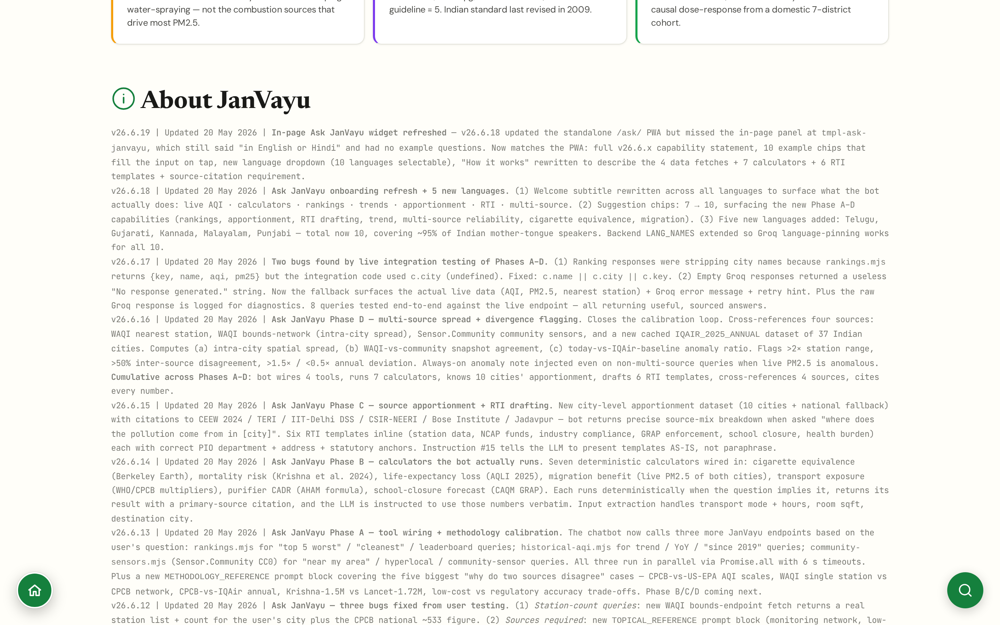 water-spraying — not the combustion sources that
drive most PM2.5.
guideline = 5. Indian standard last revised in 2009.
causal dose-response from a domestic 7-district
cohort.
About JanVayu
v26.6.19 | Updated 20 May 2026 | In-page Ask JanVayu widget refreshed — v26.6.18 updated the standalone /ask/ PWA but missed the in-page panel at tmpl-ask-
janvayu, which still said "in English or Hindi" and had no example questions. Now matches the PWA: full v26.6.x capability statement, 10 example chips that
fill the input on tap, new language dropdown (10 languages selectable), "How it works" rewritten to describe the 4 data fetches + 7 calculators + 6 RTI
templates + source-citation requirement.
v26.6.18 | Updated 20 May 2026 | Ask JanVayu onboarding refresh + 5 new languages. (1) Welcome subtitle rewritten across all languages to surface what the bot
actually does: live AQI · calculators · rankings · trends · apportionment · RTI · multi-source. (2) Suggestion chips: 7 → 10, surfacing the new Phase A–D
capabilities (rankings, apportionment, RTI drafting, trend, multi-source reliability, cigarette equivalence, migration). (3) Five new languages added: Telugu,
Gujarati, Kannada, Malayalam, Punjabi — total now 10, covering ~95% of Indian mother-tongue speakers. Backend LANG_NAMES extended so Groq language-pinning works
for all 10.
v26.6.17 | Updated 20 May 2026 | Two bugs found by live integration testing of Phases A–D. (1) Ranking responses were stripping city names because rankings.mjs
returns {key, name, aqi, pm25} but the integration code used c.city (undefined). Fixed: c.name || c.city || c.key. (2) Empty Groq responses returned a useless
"No response generated." string. Now the fallback surfaces the actual live data (AQI, PM2.5, nearest station) + Groq error message + retry hint. Plus the raw
Groq response is logged for diagnostics. 8 queries tested end-to-end against the live endpoint — all returning useful, sourced answers.
v26.6.16 | Updated 20 May 2026 | Ask JanVayu Phase D — multi-source spread + divergence flagging. Closes the calibration loop. Cross-references four sources:
WAQI nearest station, WAQI bounds-network (intra-city spread), Sensor.Community community sensors, and a new cached IQAIR_2025_ANNUAL dataset of 37 Indian
cities. Computes (a) intra-city spatial spread, (b) WAQI-vs-community snapshot agreement, (c) today-vs-IQAir-baseline anomaly ratio. Flags >2× station range,
>50% inter-source disagreement, >1.5× / <0.5× annual deviation. Always-on anomaly note injected even on non-multi-source queries when live PM2.5 is anomalous.
Cumulative across Phases A–D: bot wires 4 tools, runs 7 calculators, knows 10 cities' apportionment, drafts 6 RTI templates, cross-references 4 sources, cites
every number.
v26.6.15 | Updated 20 May 2026 | Ask JanVayu Phase C — source apportionment + RTI drafting. New city-level apportionment dataset (10 cities + national fallback)
with citations to CEEW 2024 / TERI / IIT-Delhi DSS / CSIR-NEERI / Bose Institute / Jadavpur — bot returns precise source-mix breakdown when asked "where does
the pollution come from in [city]". Six RTI templates inline (station data, NCAP funds, industry compliance, GRAP enforcement, school closure, health burden)
each with correct PIO department + address + statutory anchors. Instruction #15 tells the LLM to present templates AS-IS, not paraphrase.
v26.6.14 | Updated 20 May 2026 | Ask JanVayu Phase B — calculators the bot actually runs. Seven deterministic calculators wired in: cigarette equivalence
(Berkeley Earth), mortality risk (Krishna et al. 2024), life-expectancy loss (AQLI 2025), migration benefit (live PM2.5 of both cities), transport exposure
(WHO/CPCB multipliers), purifier CADR (AHAM formula), school-closure forecast (CAQM GRAP). Each runs deterministically when the question implies it, returns its
result with a primary-source citation, and the LLM is instructed to use those numbers verbatim. Input extraction handles transport mode + hours, room sqft,
destination city.
v26.6.13 | Updated 20 May 2026 | Ask JanVayu Phase A — tool wiring + methodology calibration. The chatbot now calls three more JanVayu endpoints based on the
user's question: rankings.mjs for "top 5 worst" / "cleanest" / leaderboard queries; historical-aqi.mjs for trend / YoY / "since 2019" queries; community-
sensors.mjs (Sensor.Community CC0) for "near my area" / hyperlocal / community-sensor queries. All three run in parallel via Promise.all with 6 s timeouts.
Plus a new METHODOLOGY_REFERENCE prompt block covering the five biggest "why do two sources disagree" cases — CPCB-vs-US-EPA AQI scales, WAQI single station vs
CPCB network, CPCB-vs-IQAir annual, Krishna-1.5M vs Lancet-1.72M, low-cost vs regulatory accuracy trade-offs. Phase B/C/D coming next.
v26.6.12 | Updated 20 May 2026 | Ask JanVayu — three bugs fixed from user testing. (1) Station-count queries: new WAQI bounds-endpoint fetch returns a real
station list + count for the user's city plus the CPCB national ~533 figure. (2) Sources required: new TOPICAL_REFERENCE prompt block (monitoring network, low-